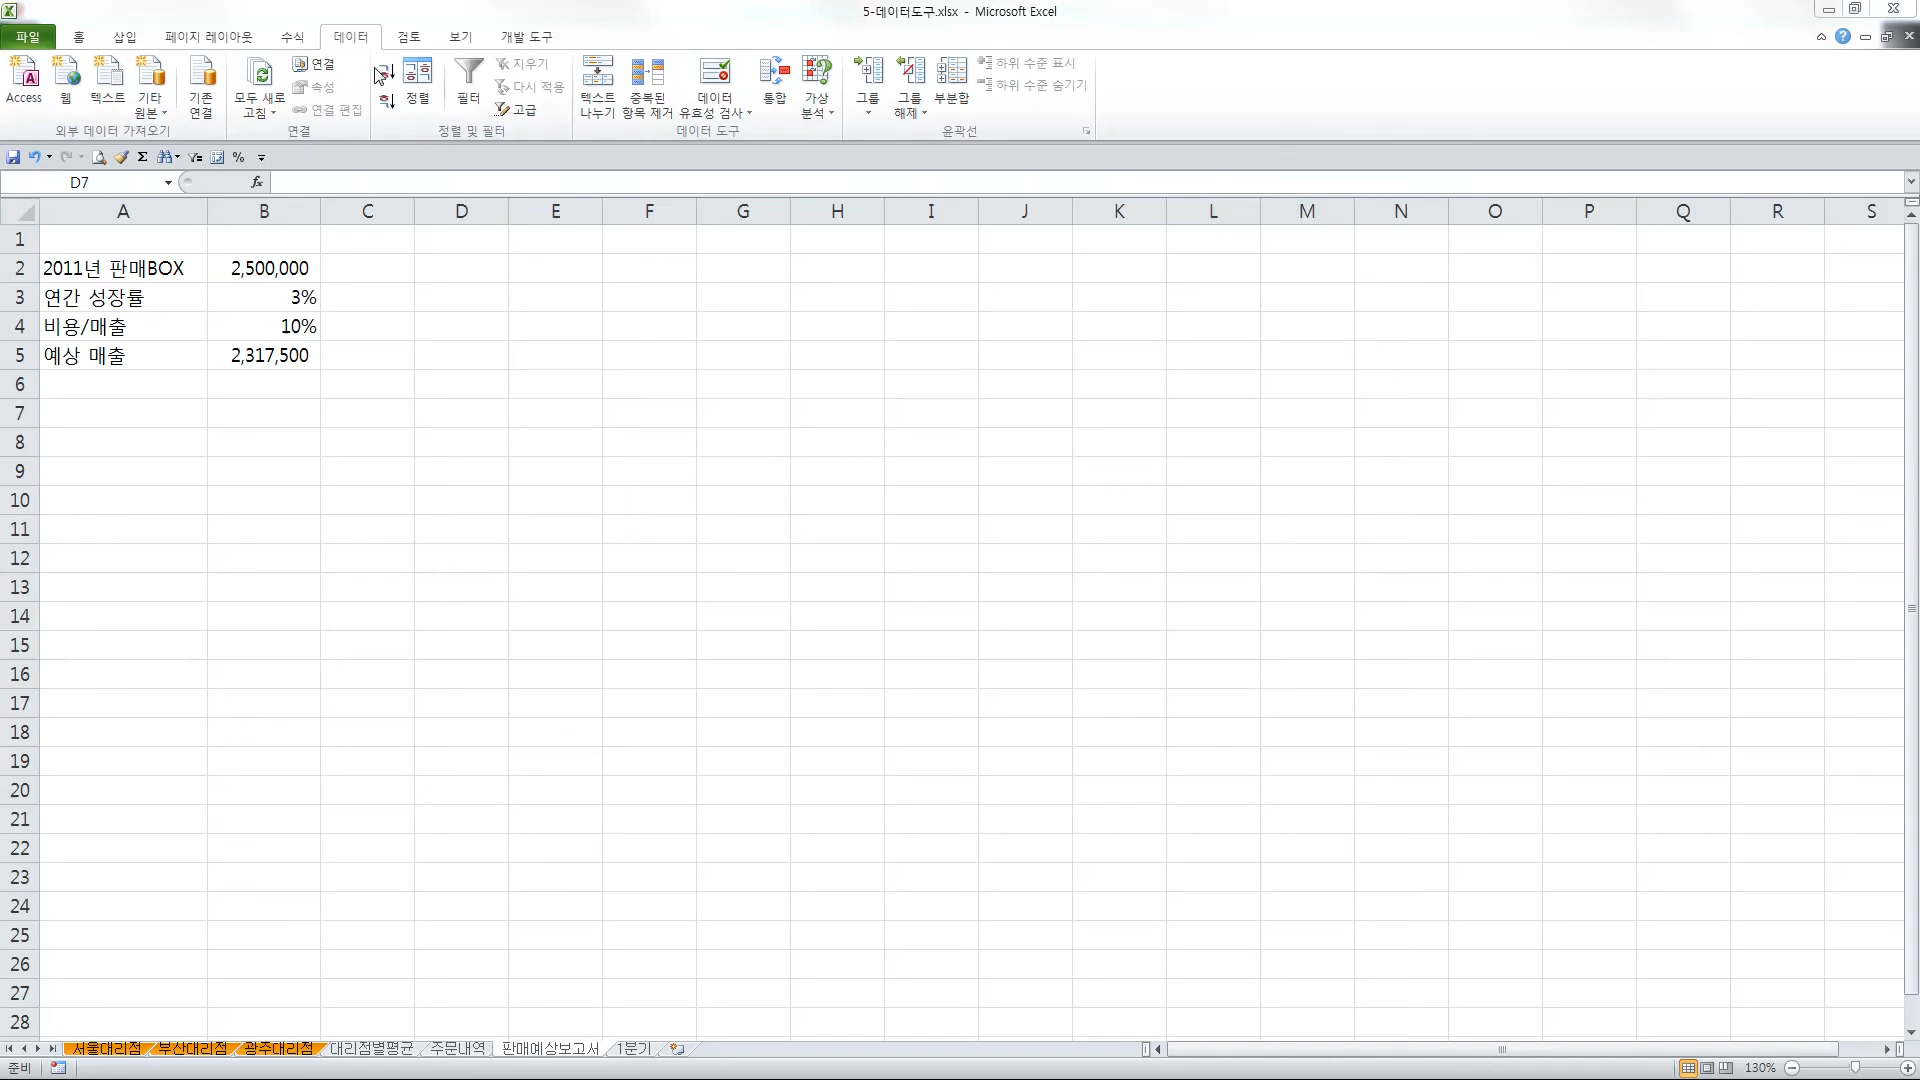 5-데이터도구.xlsx - Microsoft Excel
파일 홈 삽입 페이지 레이아웃 수식 데이터 검토 보기 개발 도구
Access 웹 텍스트 기타 원본 기존 연결
외부 데이터 가져오기
모두 새로 고침 연결 속성 연결 편집
연결
정렬 필터 지우기 다시 적용 고급
정렬 및 필터
텍스트 나누기 중복된 항목 제거 데이터 유효성 검사 통합 가상 분석
데이터 도구
그룹 그룹 해제 부분합 하위 수준 표시 하위 수준 숨기기
윤곽선
Σ %
D7 fx
A B C D E F G H I J K L M N O P Q R S
1
2 2011년 판매BOX 2,500,000
3 연간 성장률 3%
4 비용/매출 10%
5 예상 매출 2,317,500
6
7
8
9
10
11
12
13
14
15
16
17
18
19
20
21
22
23
24
25
26
27
28
서울대리점 부산대리점 광주대리점 대리점별평균 주문내역 판매예상보고서 1분기
준비 130%